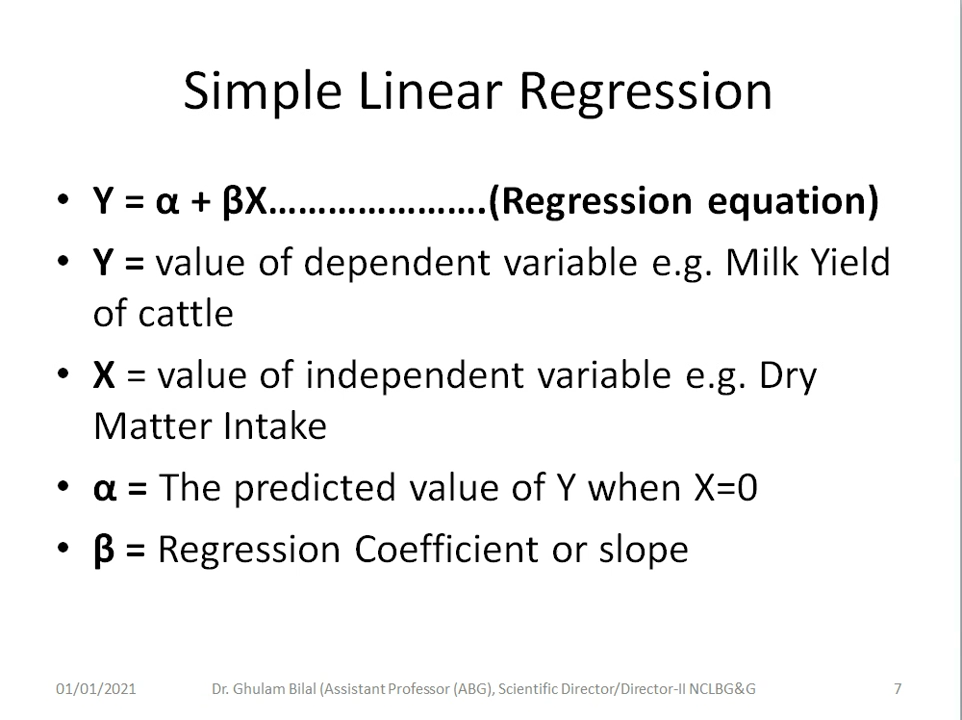 Simple Linear Regression
• Y = α + βX………………….(Regression equation)
• Y = value of dependent variable e.g. Milk Yield
of cattle
• X = value of independent variable e.g. Dry
Matter Intake
• α = The predicted value of Y when X=0
• β = Regression Coefficient or slope
01/01/2021 Dr. Ghulam Bilal (Assistant Professor (ABG), Scientific Director/Director-II NCLBG&G 7